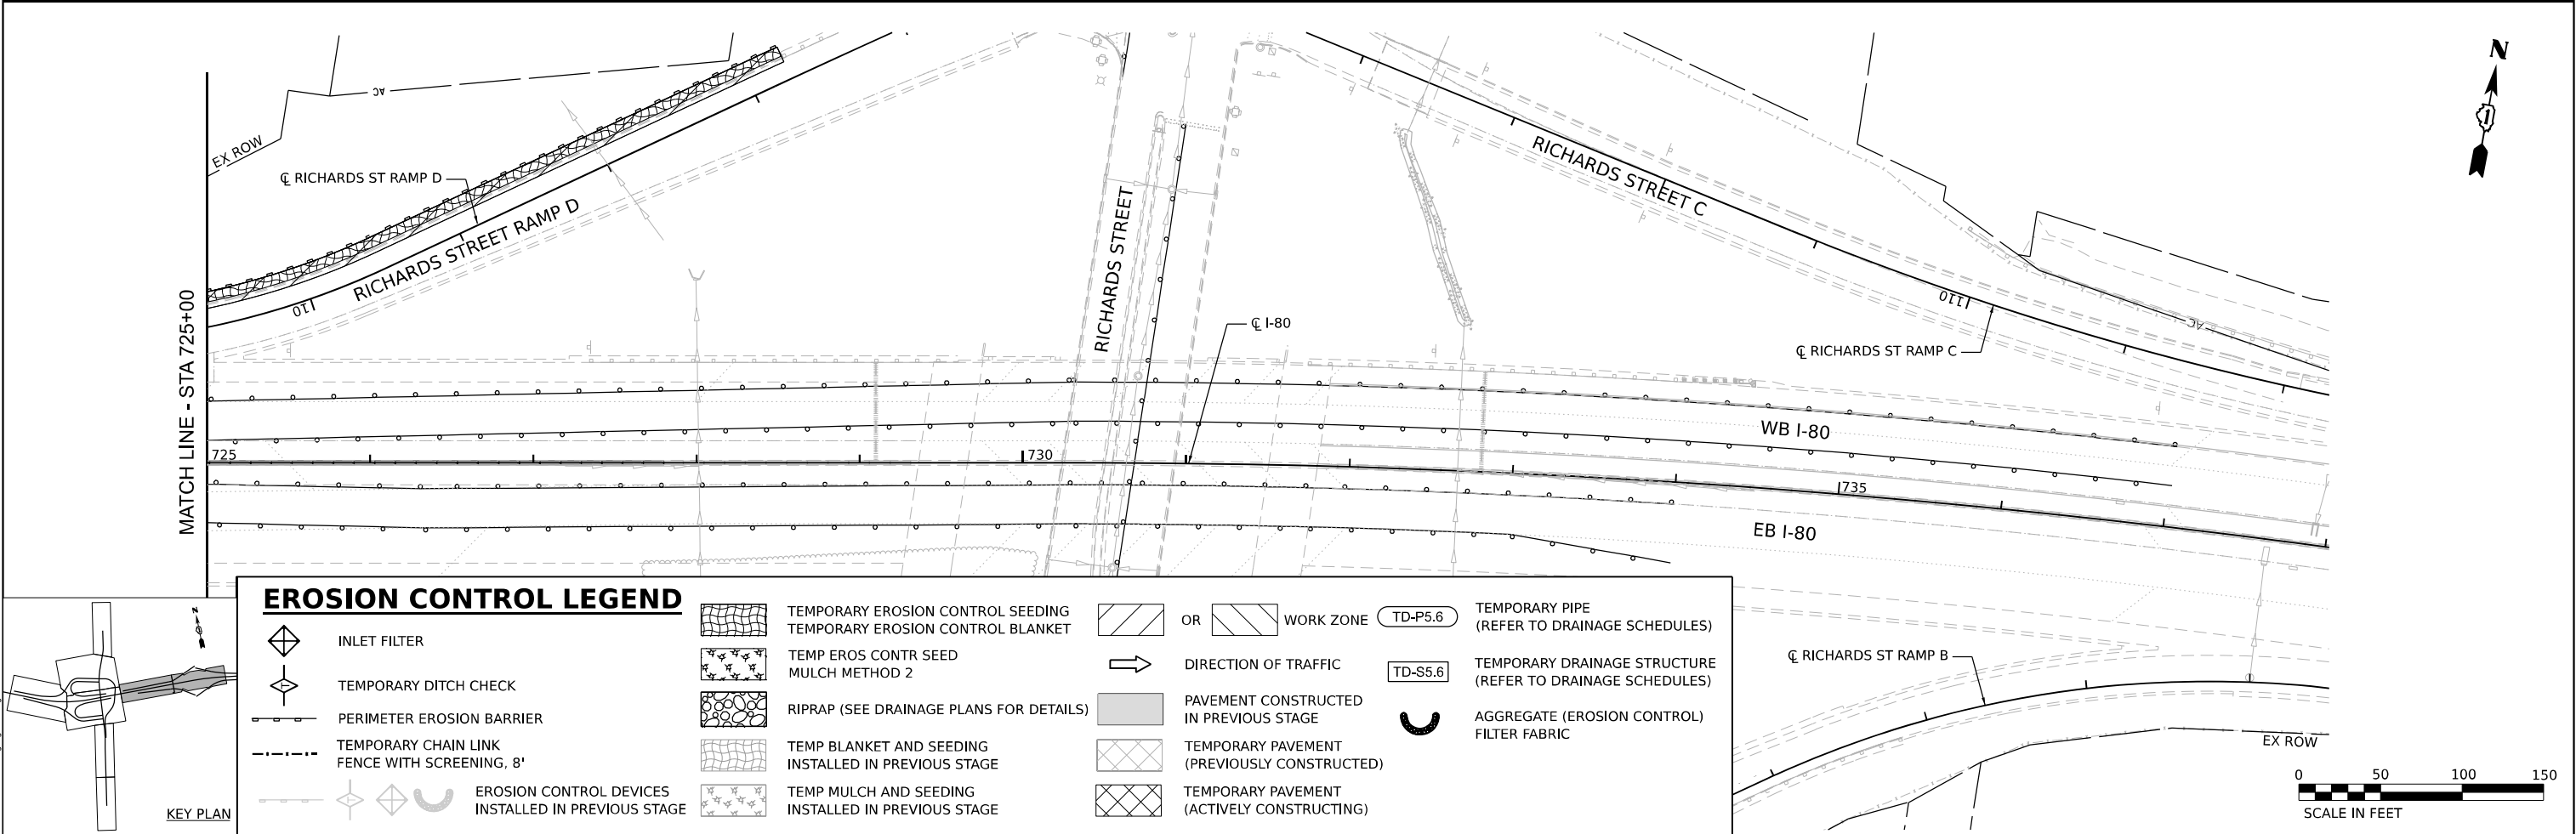 N
1
AC
EX ROW
℄ RICHARDS ST RAMP D
RICHARDS STREET RAMP D
110
RICHARDS STREET
RICHARDS STREET C
110
AC
℄ I-80
℄ RICHARDS ST RAMP C
MATCH LINE - STA 725+00
WB I-80
725
730
735
EB I-80
℄ RICHARDS ST RAMP B
EX ROW
0 50 100 150
SCALE IN FEET
N
KEY PLAN
EROSION CONTROL LEGEND
INLET FILTER
T
TEMPORARY DITCH CHECK
PERIMETER EROSION BARRIER
TEMPORARY CHAIN LINK
FENCE WITH SCREENING, 8'
T
EROSION CONTROL DEVICES
INSTALLED IN PREVIOUS STAGE
TEMPORARY EROSION CONTROL SEEDING
TEMPORARY EROSION CONTROL BLANKET
TEMP EROS CONTR SEED
MULCH METHOD 2
RIPRAP (SEE DRAINAGE PLANS FOR DETAILS)
TEMP BLANKET AND SEEDING
INSTALLED IN PREVIOUS STAGE
TEMP MULCH AND SEEDING
INSTALLED IN PREVIOUS STAGE
OR
WORK ZONE
DIRECTION OF TRAFFIC
PAVEMENT CONSTRUCTED
IN PREVIOUS STAGE
TEMPORARY PAVEMENT
(PREVIOUSLY CONSTRUCTED)
TEMPORARY PAVEMENT
(ACTIVELY CONSTRUCTING)
TD-P5.6
TEMPORARY PIPE
(REFER TO DRAINAGE SCHEDULES)
TD-S5.6
TEMPORARY DRAINAGE STRUCTURE
(REFER TO DRAINAGE SCHEDULES)
AGGREGATE (EROSION CONTROL)
FILTER FABRIC